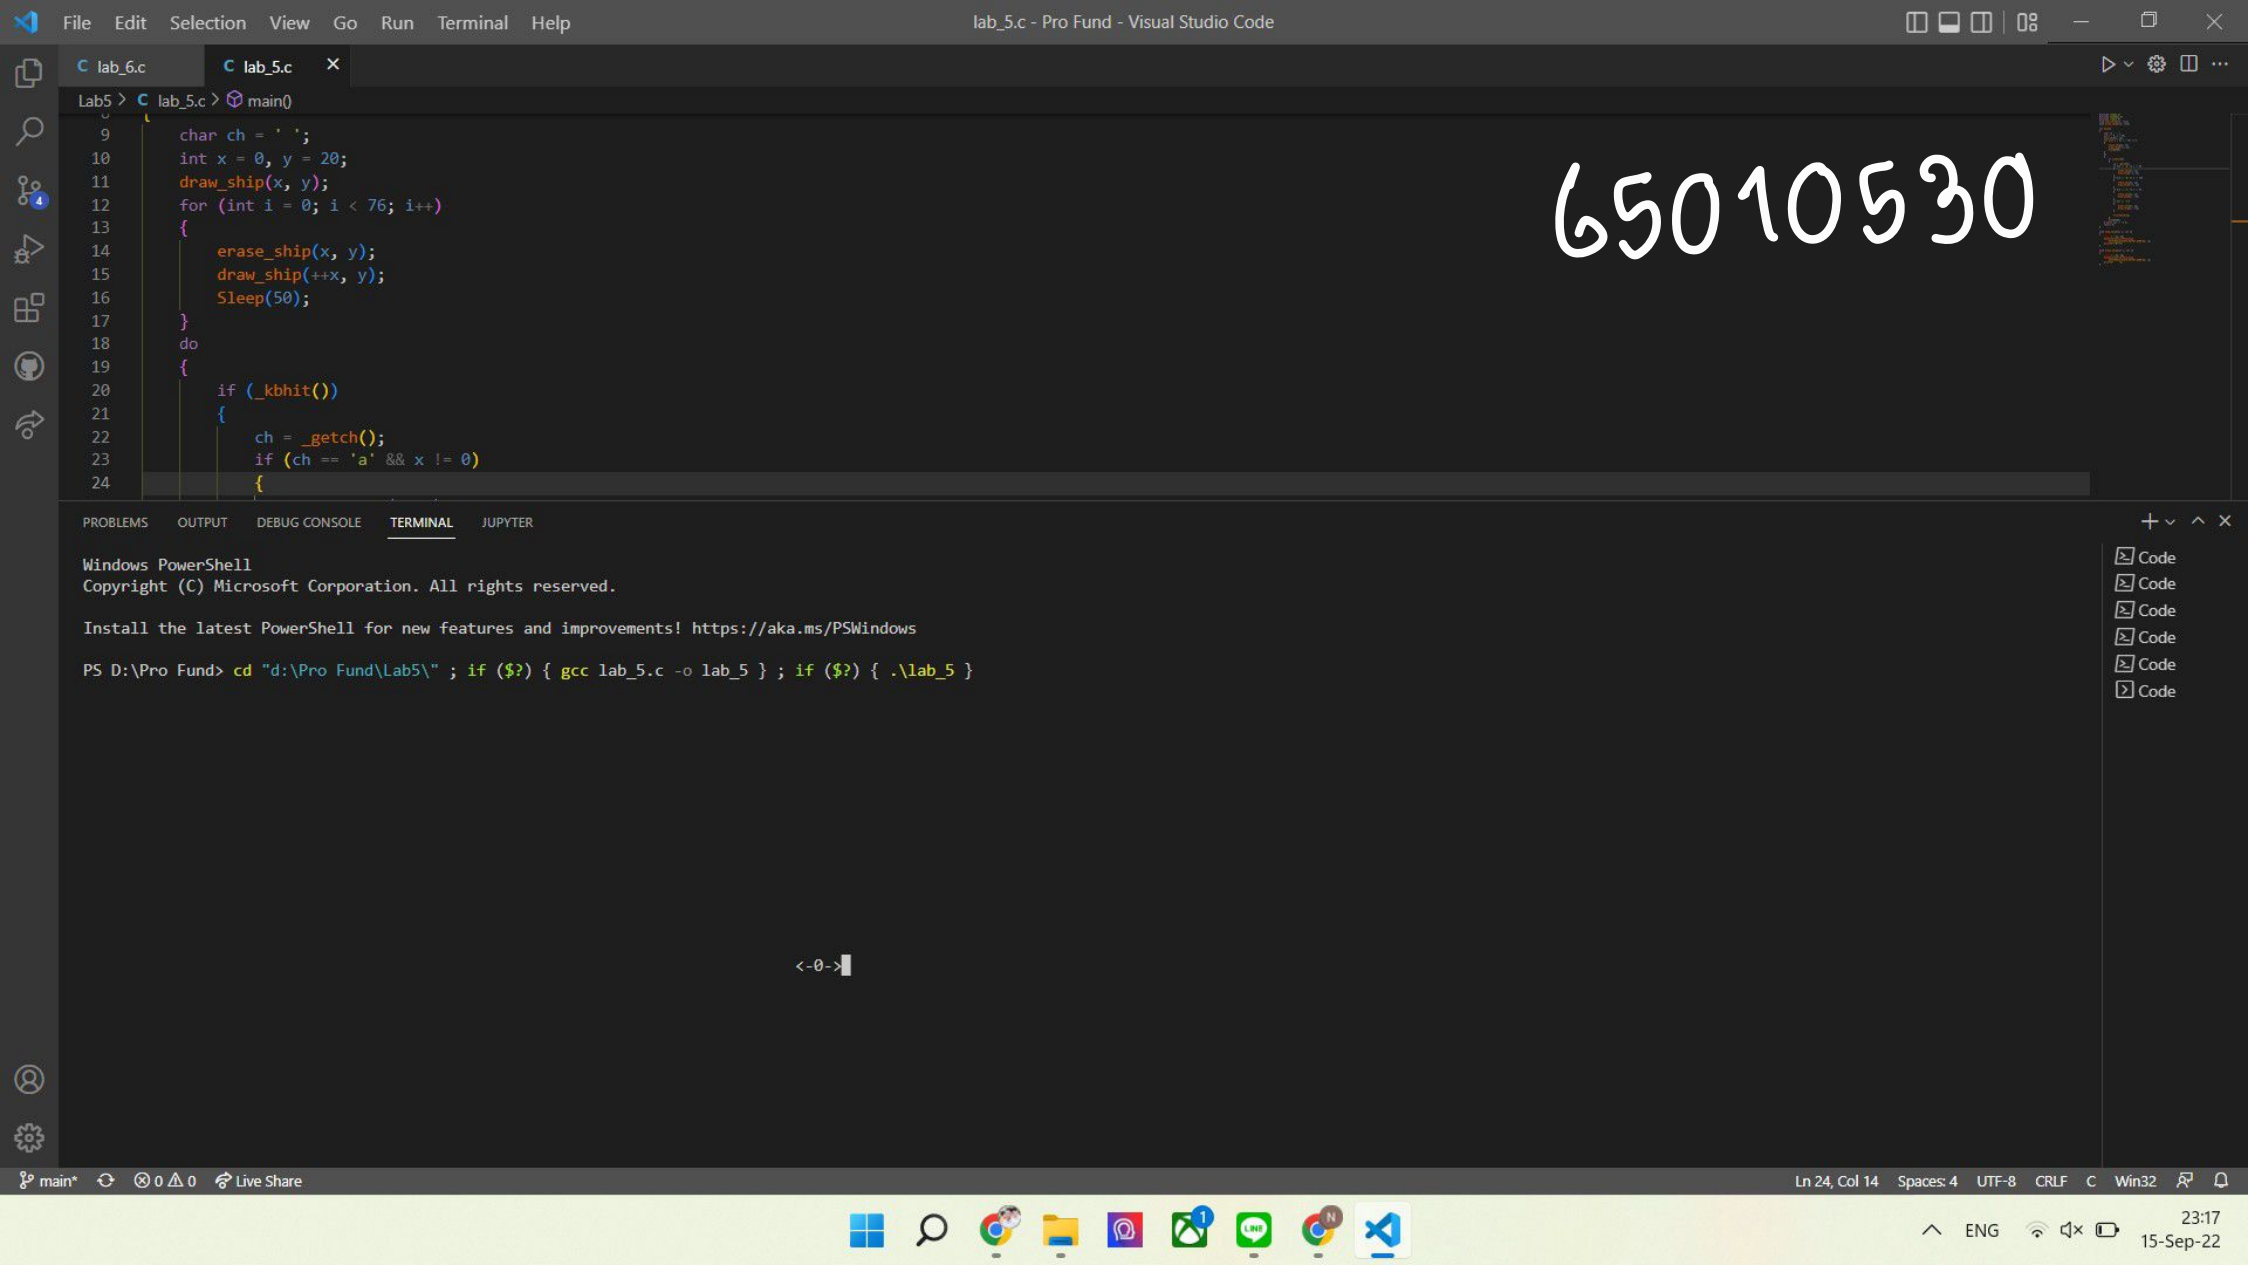 File Edit Selection View Go Run Terminal Help
lab_5.c - Pro Fund - Visual Studio Code
C lab_6.c
C lab_5.c
Lab5 > C lab_5.c > main()
65010530
4
8 {
9 char ch = ' ';
10 int x = 0, y = 20;
11 draw_ship(x, y);
12 for (int i = 0; i < 76; i++)
13 {
14 erase_ship(x, y);
15 draw_ship(++x, y);
16 Sleep(50);
17 }
18 do
19 {
20 if (_kbhit())
21 {
22 ch = _getch();
23 if (ch == 'a' && x != 0)
24 {
PROBLEMS OUTPUT DEBUG CONSOLE TERMINAL JUPYTER
Windows PowerShell
Copyright (C) Microsoft Corporation. All rights reserved.
Install the latest PowerShell for new features and improvements! https://aka.ms/PSWindows
PS D:\Pro Fund> cd "d:\Pro Fund\Lab5\" ; if ($?) { gcc lab_5.c -o lab_5 } ; if ($?) { .\lab_5 }
<-0->
Code
Code
Code
Code
Code
Code
main* 0 0 Live Share
Ln 24, Col 14 Spaces: 4 UTF-8 CRLF C Win32
1
LINE
N
ENG
23:17
15-Sep-22